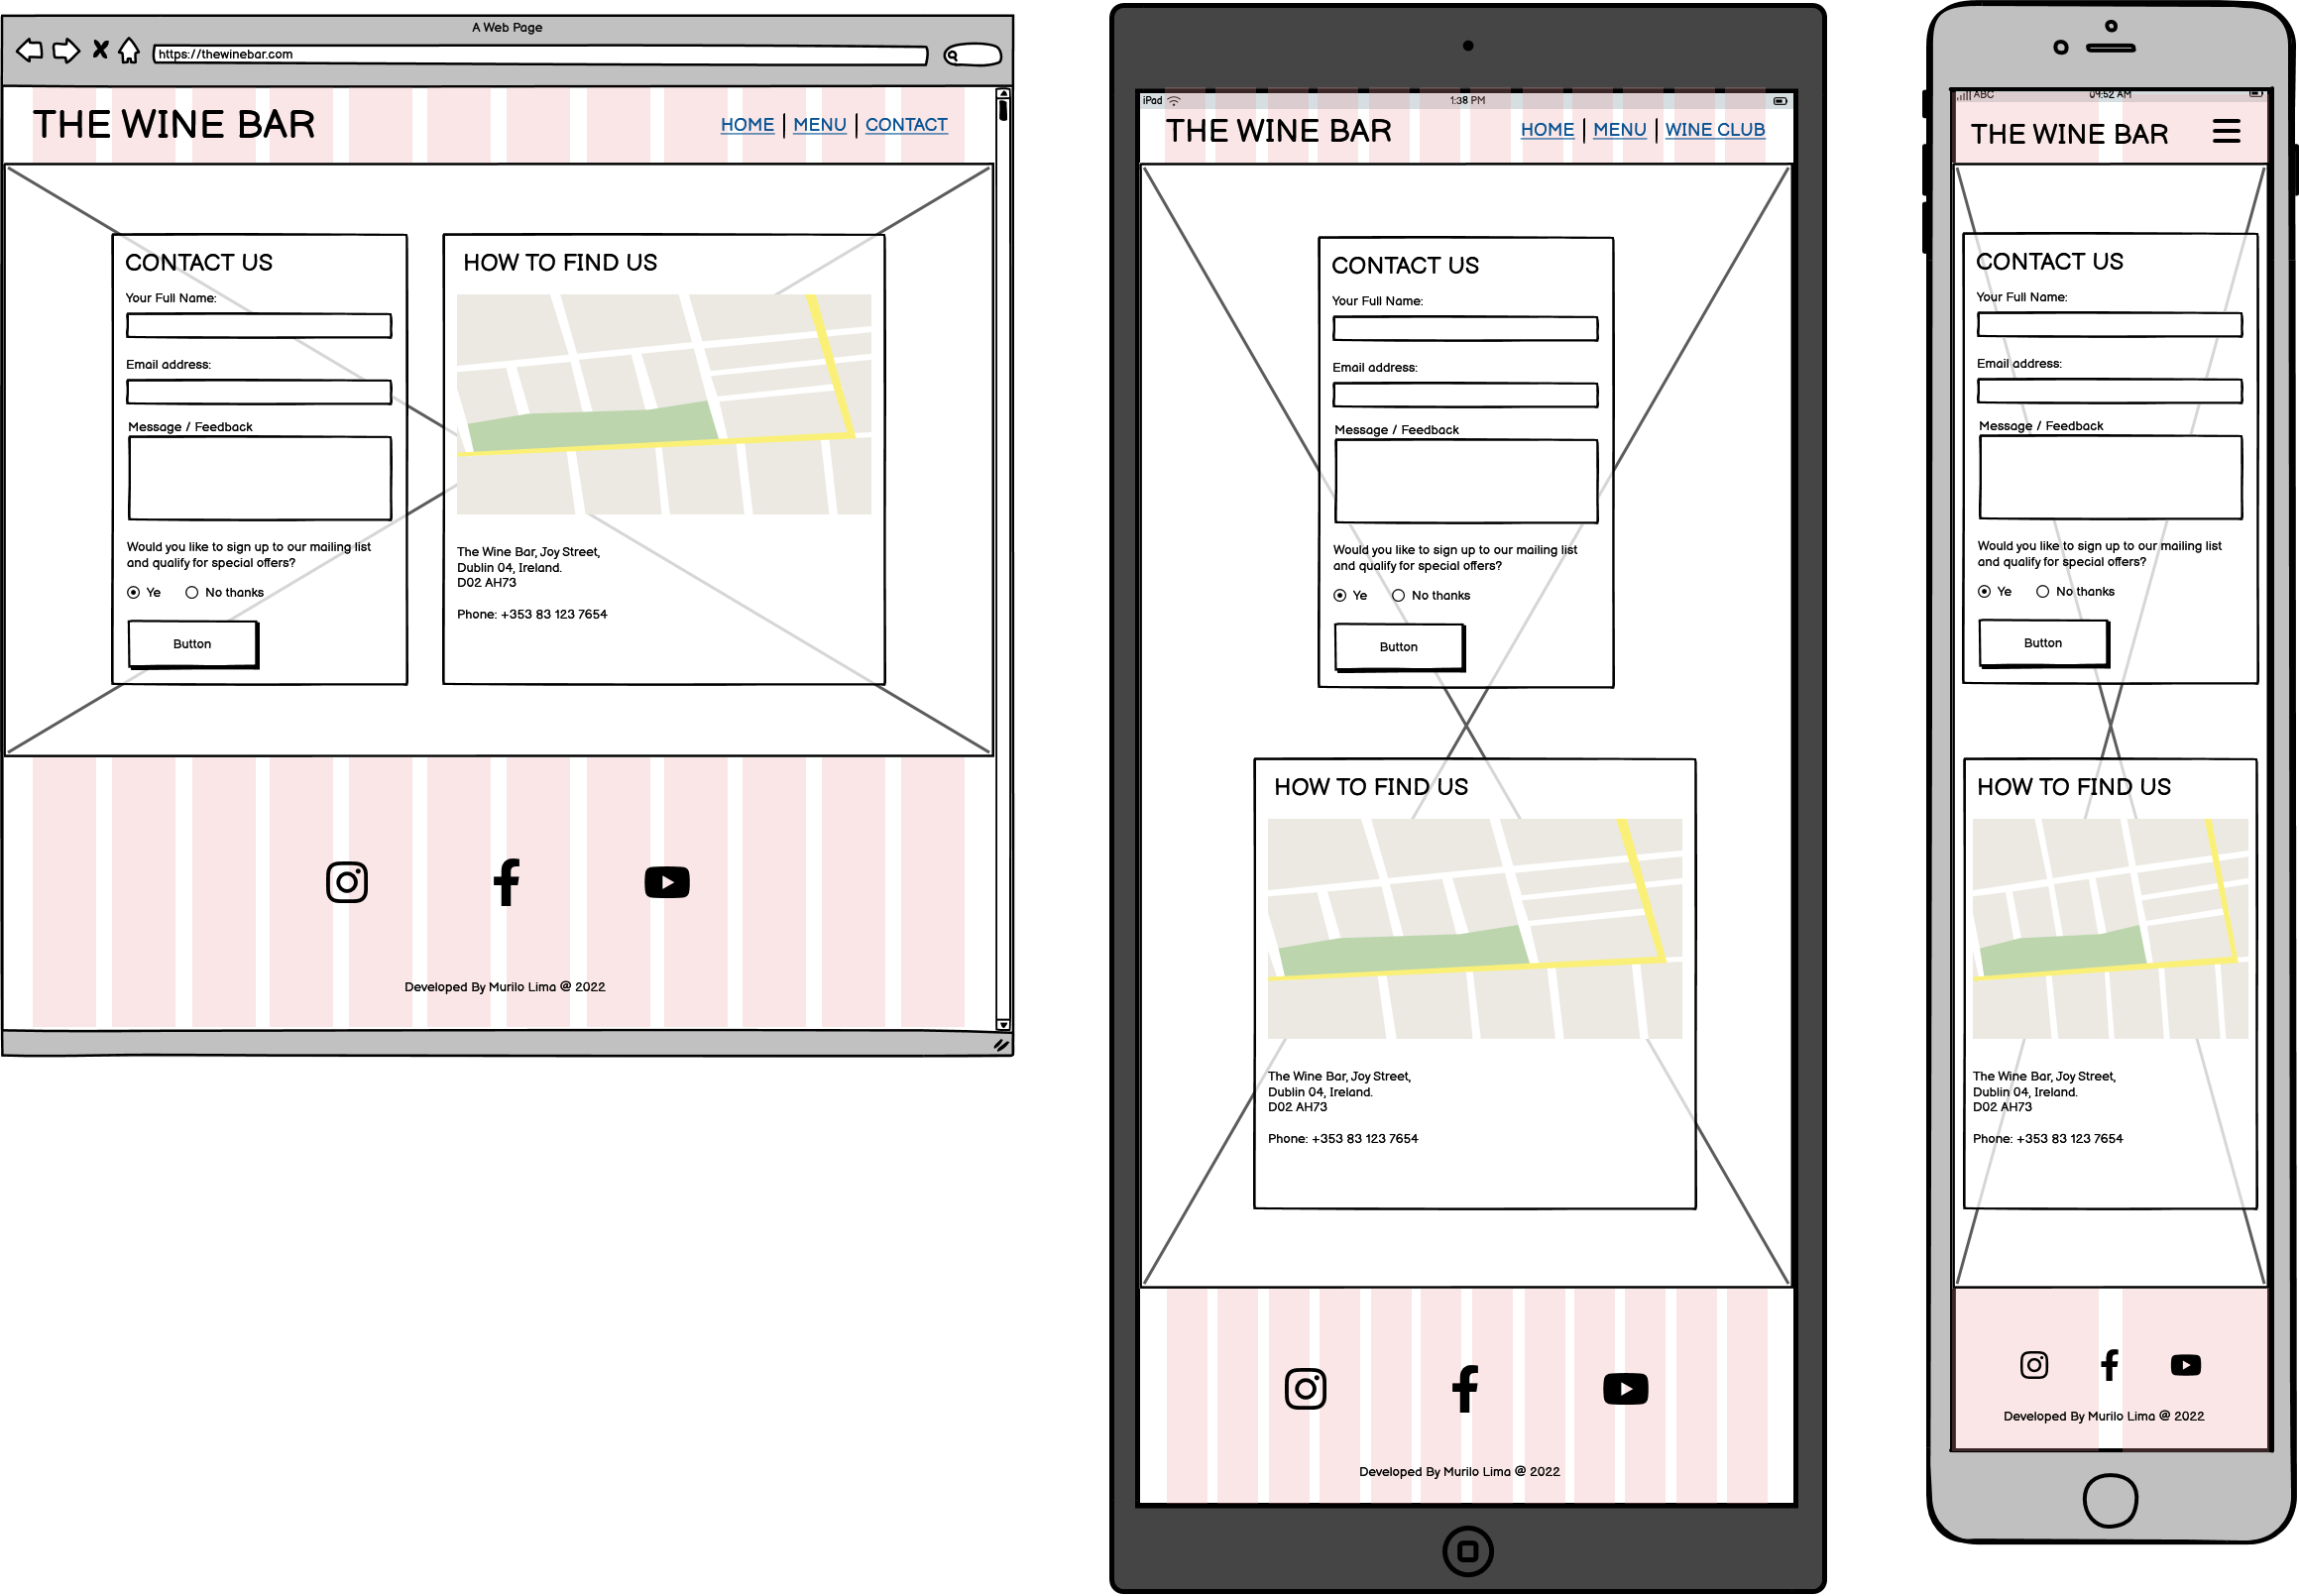 A Web Page
https://thewinebar.com
THE WINE BAR
HOME | MENU | CONTACT
CONTACT US
Your Full Name:
Email address:
Message / Feedback
Would you like to sign up to our mailing list
and qualify for special offers?
Ye No thanks
Button
HOW TO FIND US
The Wine Bar, Joy Street,
Dublin 04, Ireland.
D02 AH73
Phone: +353 83 123 7654
Developed By Murilo Lima @ 2022
iPad 1:38 PM
THE WINE BAR
HOME | MENU | WINE CLUB
CONTACT US
Your Full Name:
Email address:
Message / Feedback
Would you like to sign up to our mailing list
and qualify for special offers?
Ye No thanks
Button
HOW TO FIND US
The Wine Bar, Joy Street,
Dublin 04, Ireland.
D02 AH73
Phone: +353 83 123 7654
Developed By Murilo Lima @ 2022
ABC 09:52 AM
THE WINE BAR
CONTACT US
Your Full Name:
Email address:
Message / Feedback
Would you like to sign up to our mailing list
and qualify for special offers?
Ye No thanks
Button
HOW TO FIND US
The Wine Bar, Joy Street,
Dublin 04, Ireland.
D02 AH73
Phone: +353 83 123 7654
Developed By Murilo Lima @ 2022